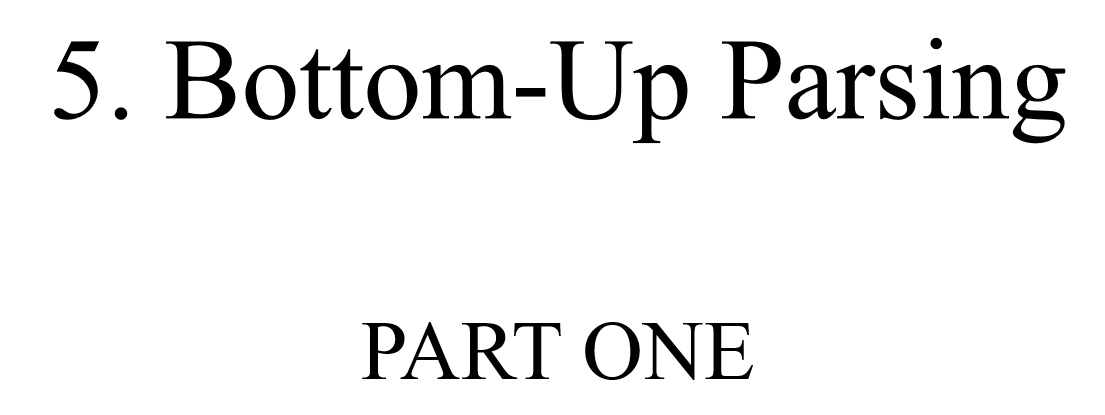 5. Bottom-Up Parsing
PART ONE